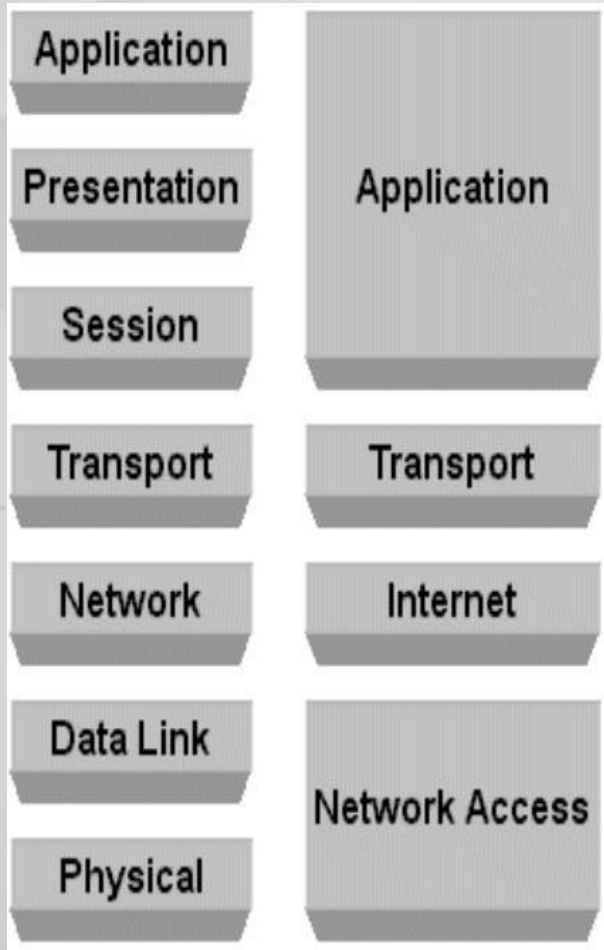 Application
Presentation
Session
Transport
Network
Data Link
Physical
Application
Transport
Internet
Network Access